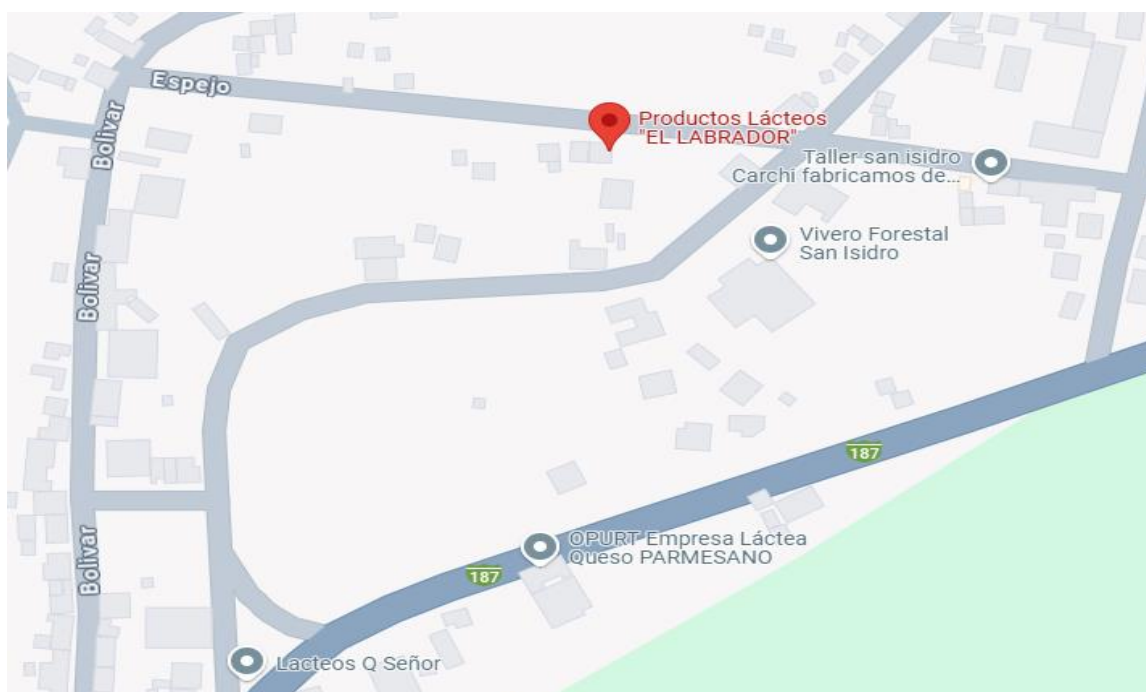 Espejo
Productos Lácteos
"EL LABRADOR"
Bolivar
Taller san isidro
Carchi fabricamos de...
Vivero Forestal
San Isidro
Bolivar
187
OPURT Empresa Láctea
Queso PARMESANO
Bolivar
187
Lacteos Q Señor